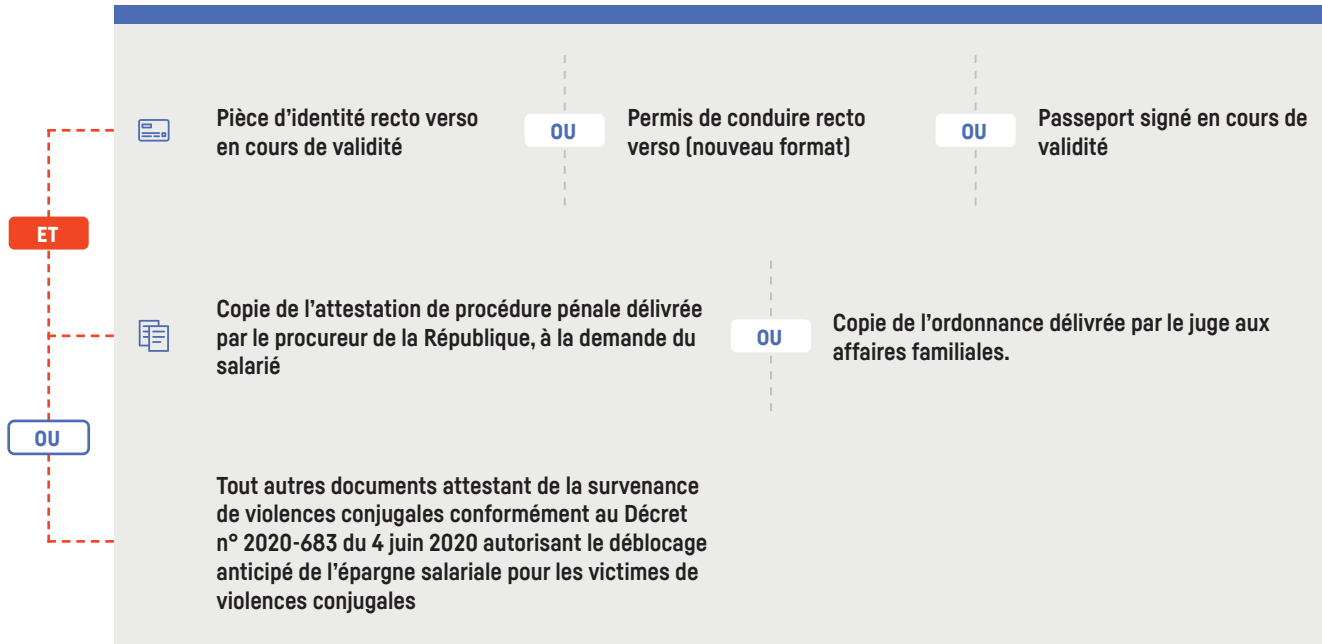 Pièce d’identité recto verso
en cours de validité
OU
Permis de conduire recto
verso (nouveau format)
OU
Passeport signé en cours de
validité
ET
Copie de l’attestation de procédure pénale délivrée
par le procureur de la République, à la demande du
salarié
OU
Copie de l’ordonnance délivrée par le juge aux
affaires familiales.
OU
Tout autres documents attestant de la survenance
de violences conjugales conformément au Décret
n° 2020-683 du 4 juin 2020 autorisant le déblocage
anticipé de l’épargne salariale pour les victimes de
violences conjugales